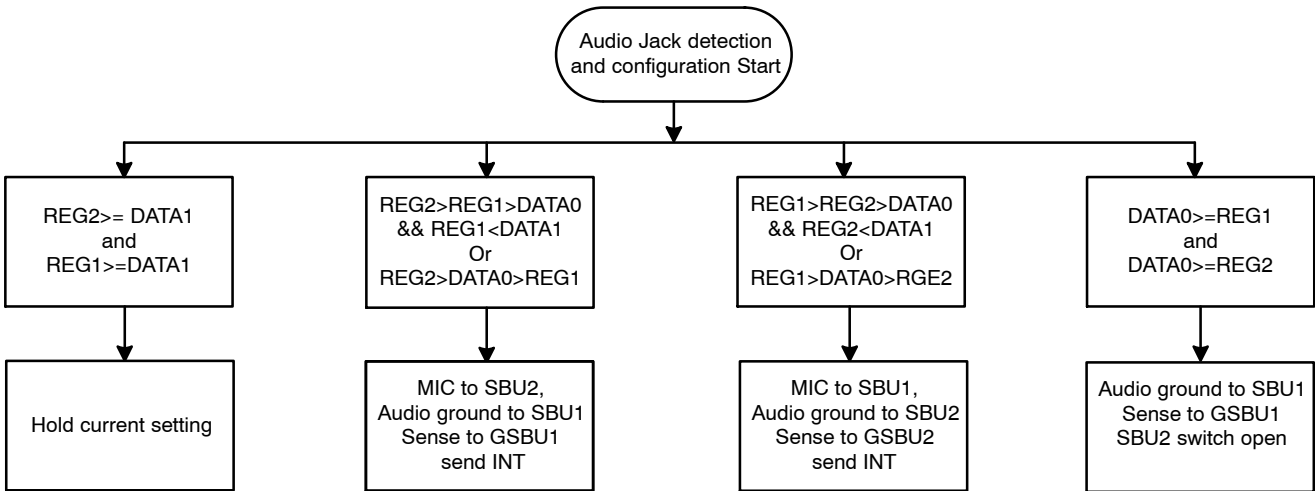 Audio Jack detection
and configuration Start
REG2>= DATA1
and
REG1>=DATA1
REG2>REG1>DATA0
&& REG1<DATA1
Or
REG2>DATA0>REG1
REG1>REG2>DATA0
&& REG2<DATA1
Or
REG1>DATA0>RGE2
DATA0>=REG1
and
DATA0>=REG2
Hold current setting
MIC to SBU2,
Audio ground to SBU1
Sense to GSBU1
send INT
MIC to SBU1,
Audio ground to SBU2
Sense to GSBU2
send INT
Audio ground to SBU1
Sense to GSBU1
SBU2 switch open